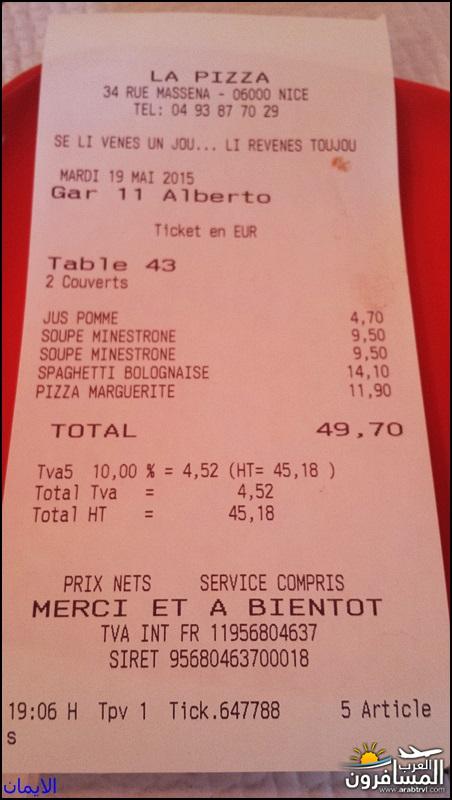 LA PIZZA
34 RUE MASSENA - 06000 NICE
TEL: 04 93 87 70 29
SE LI VENES UN JOU... LI REVENES TOUJOU
MARDI 19 MAI 2015
Gar 11 Alberto
Ticket en EUR
Table 43
2 Couverts
JUS POMME 4,70
SOUPE MINESTRONE 9,50
SOUPE MINESTRONE 9,50
SPAGHETTI BOLOGNAISE 14,10
PIZZA MARGUERITE 11,90
TOTAL 49,70
Tva5 10,00 % = 4,52 (HT= 45,18 )
Total Tva = 4,52
Total HT = 45,18
PRIX NETS SERVICE COMPRIS
MERCI ET A BIENTOT
TVA INT FR 11956804637
SIRET 95680463700018
19:06 H Tpv 1 Tick.647788 5 Article
s
العرب
المسافرون
www.arabtrvl.com
الايمان